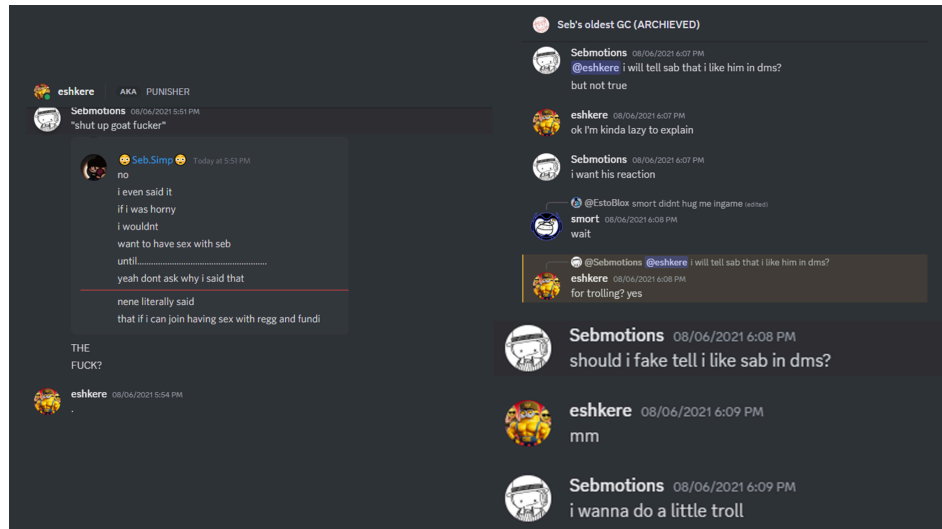 eshkere AKA PUNISHER
Sebmotions 08/06/2021 5:51 PM
"shut up goat fucker"
Seb.Simp Today at 5:51 PM
no
i even said it
if i was horny
i wouldnt
want to have sex with seb
until.......................................................
yeah dont ask why i said that
nene literally said
that if i can join having sex with regg and fundi
THE
FUCK?
eshkere 08/06/2021 5:54 PM
.
Seb's oldest GC (ARCHIEVED)
Sebmotions 08/06/2021 6:07 PM
@eshkere i will tell sab that i like him in dms?
but not true
eshkere 08/06/2021 6:07 PM
ok I'm kinda lazy to explain
Sebmotions 08/06/2021 6:07 PM
i want his reaction
@EstoBlox smort didnt hug me ingame (edited)
smort 08/06/2021 6:08 PM
wait
@Sebmotions @eshkere i will tell sab that i like him in dms?
eshkere 08/06/2021 6:08 PM
for trolling? yes
Sebmotions 08/06/2021 6:08 PM
should i fake tell i like sab in dms?
eshkere 08/06/2021 6:09 PM
mm
Sebmotions 08/06/2021 6:09 PM
i wanna do a little troll